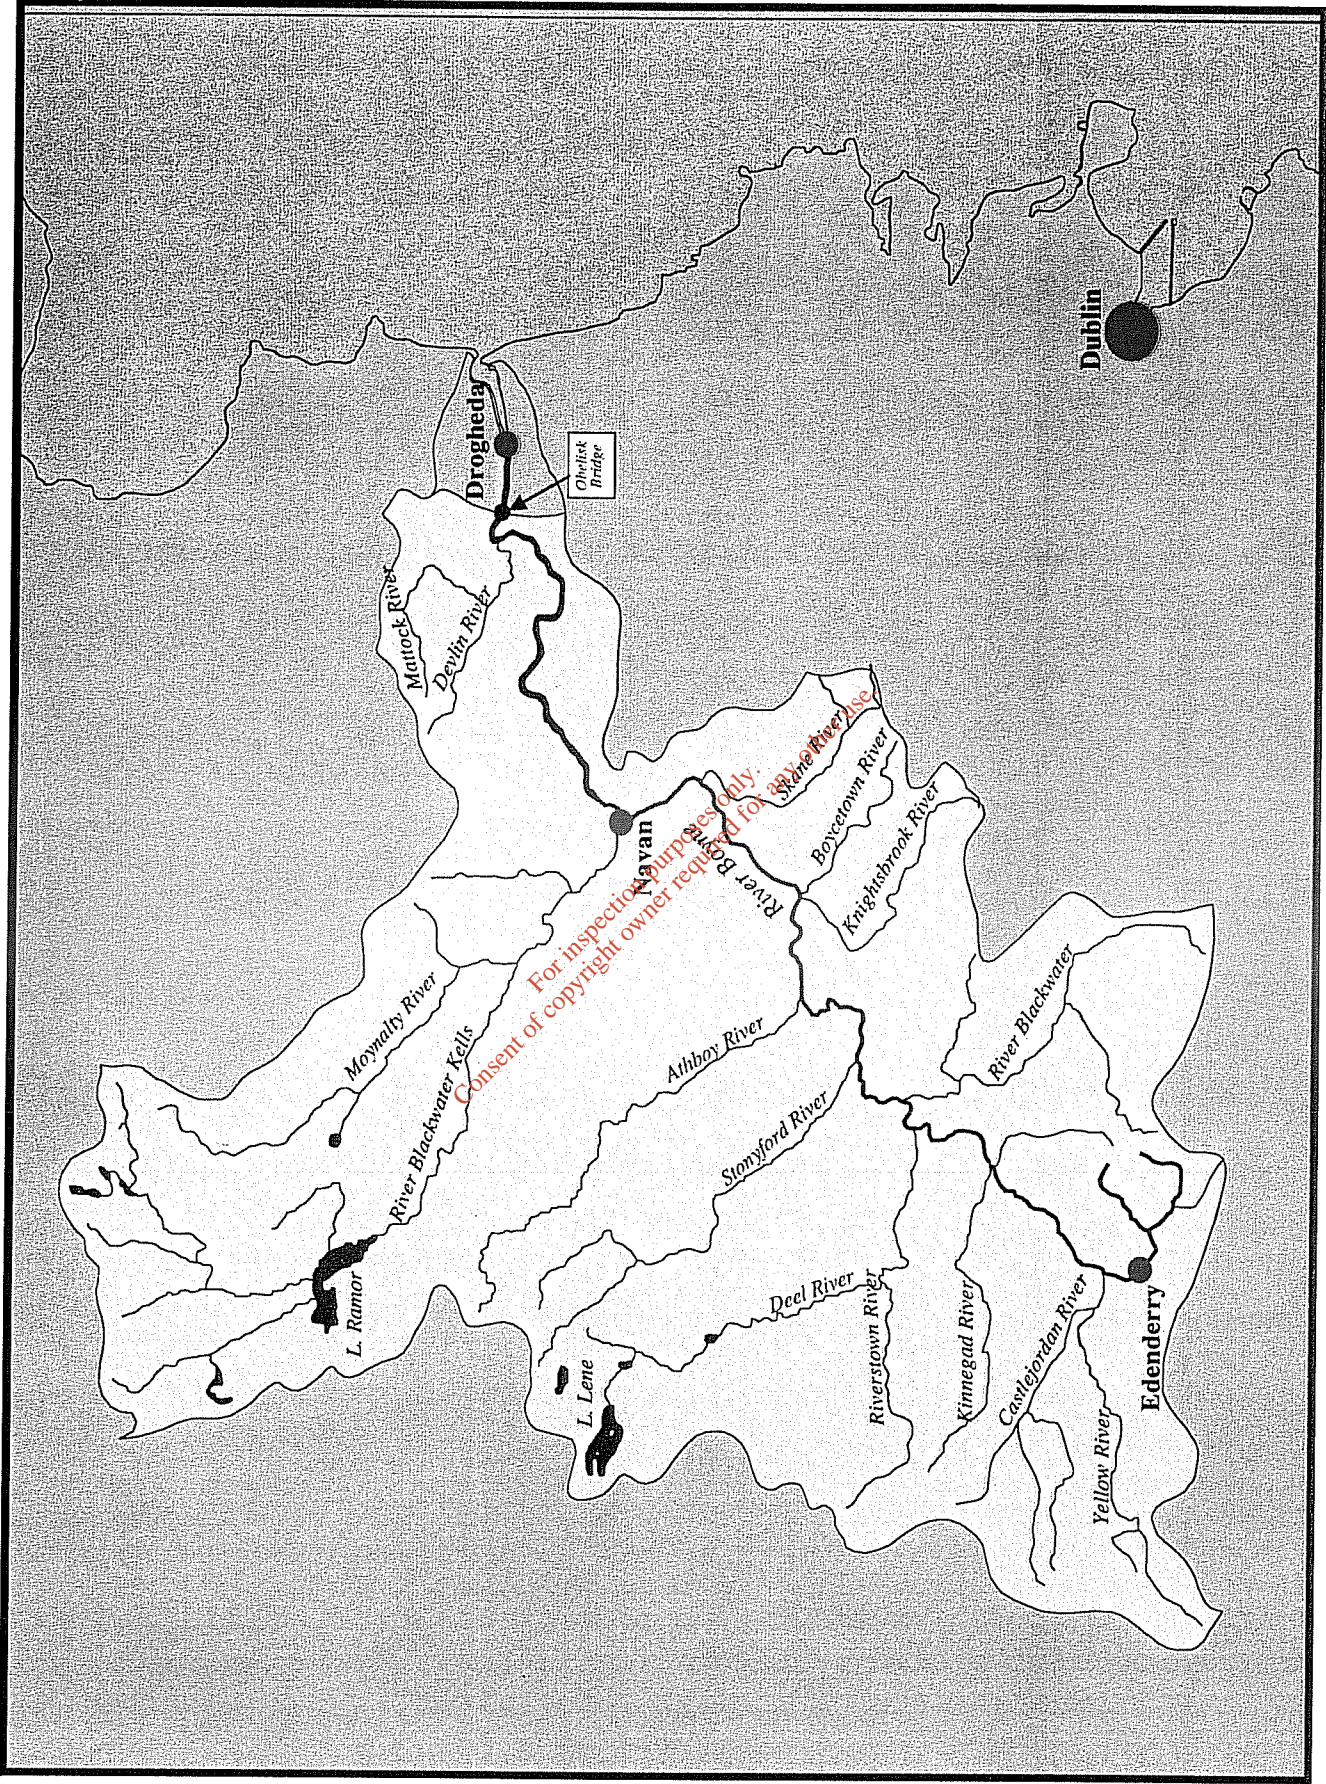 Dublin
Drogheda
Obelisk
Bridge
Mattock River
Devlin River
Navan
River Boyne
Skane River
Boycetown River
Knightsbrook River
River Blackwater
Moynalty River
River Blackwater Kells
Athboy River
Stonyford River
Deel River
Riverstown River
Kinnegad River
Castlejordan River
Yellow River
Edenderry
L. Ramor
L. Lene
For inspection purposes only.
Consent of copyright owner required for any other use.